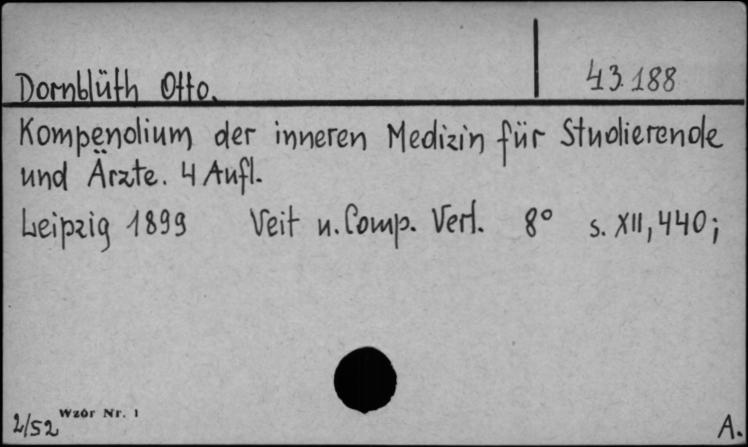 43.188
Dornblüth Otto.
Kompendium der inneren Medizin für Studierende
und Ärzte. 4 Aufl.
Leipzig 1899 Veit u. Comp. Verl. 8° s. XII, 440;
Wzór Nr. 1
2/52
A.